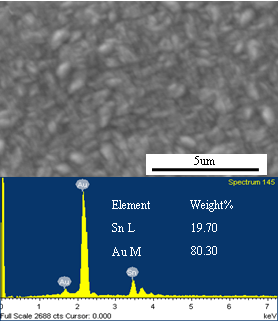 5um
Spectrum 145
Au
Element Weight%
Sn L 19.70
Au M 80.30
Au
Sn
0 1 2 3 4 5 6 7
Full Scale 2688 cts Cursor: 0.000 keV